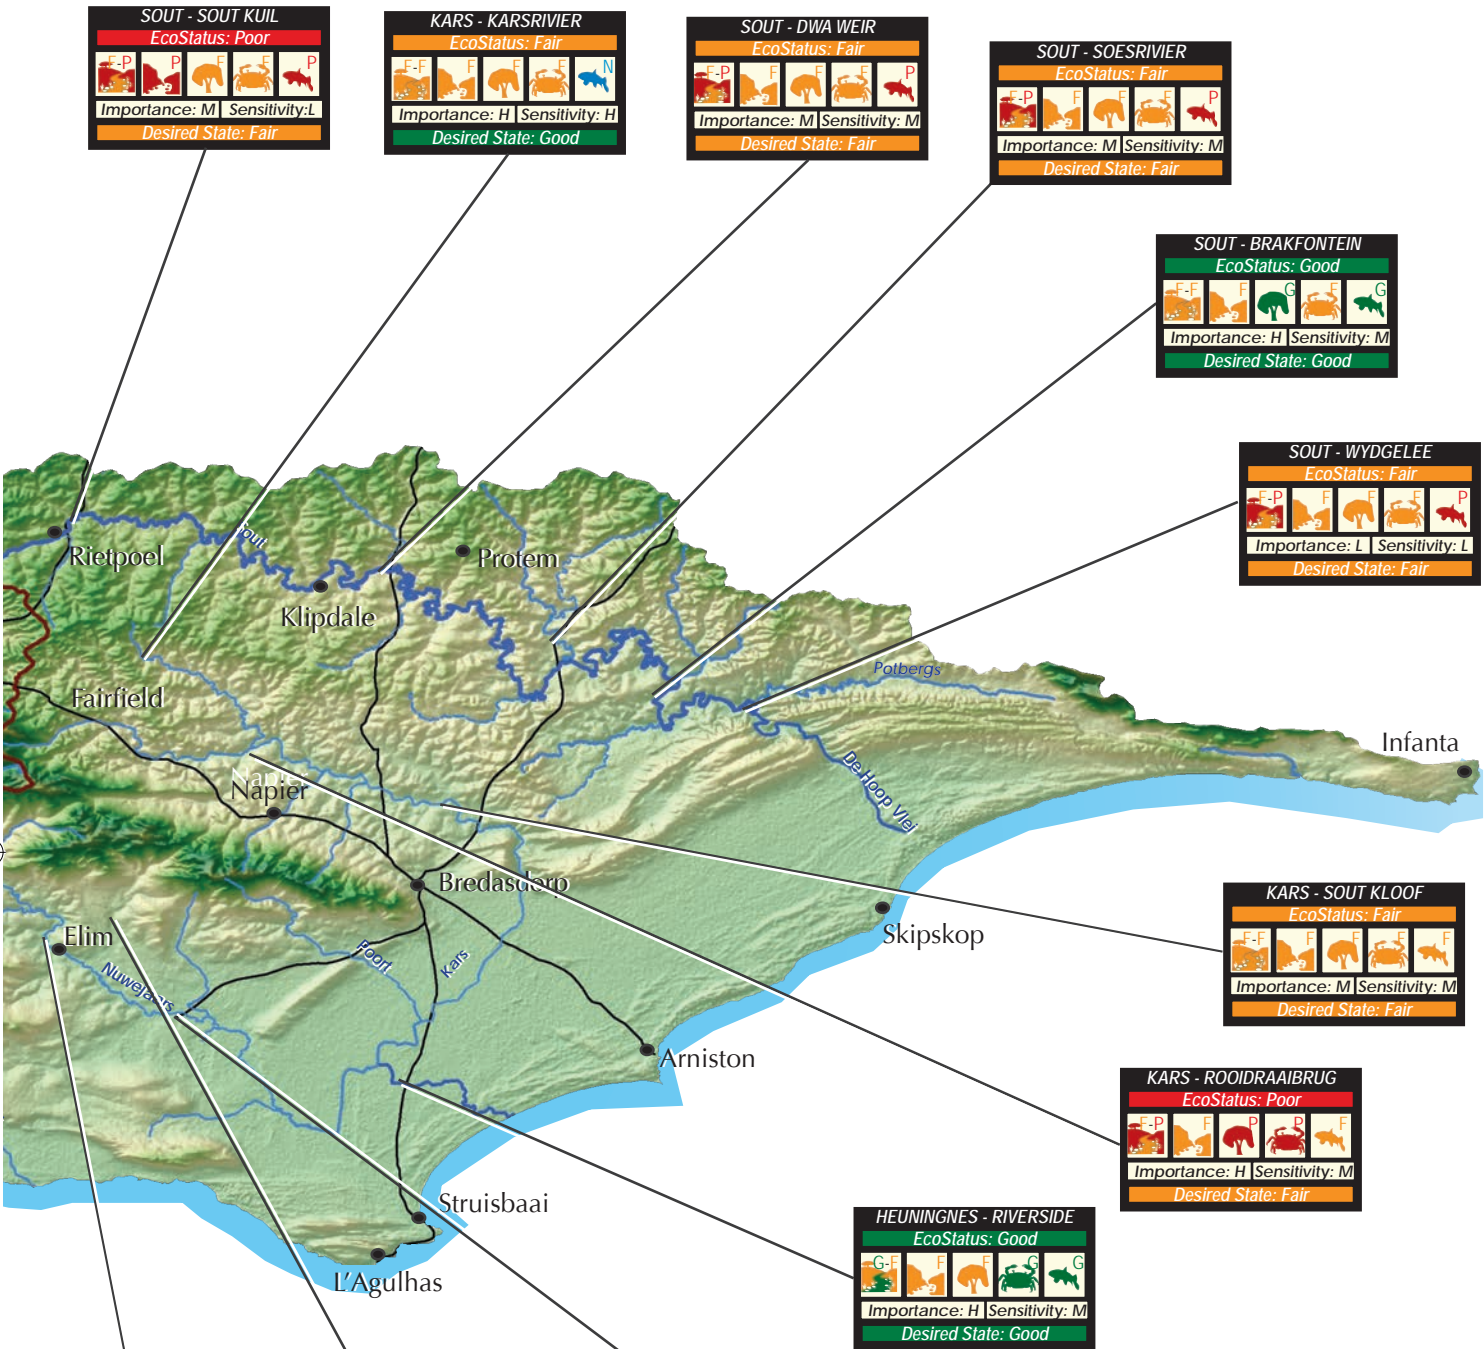 SOUT - SOUT KUIL
EcoStatus: Poor
F-P P F F P
Importance: M Sensitivity:L
Desired State: Fair
KARS - KARSRIVIER
EcoStatus: Fair
F-F F F F N
Importance: H Sensitivity: H
Desired State: Good
SOUT - DWA WEIR
EcoStatus: Fair
F-P F F F P
Importance: M Sensitivity: M
Desired State: Fair
SOUT - SOESRIVIER
EcoStatus: Fair
F-P F F F P
Importance: M Sensitivity: M
Desired State: Fair
SOUT - BRAKFONTEIN
EcoStatus: Good
F-F F G F G
Importance: H Sensitivity: M
Desired State: Good
SOUT - WYDGELEE
EcoStatus: Fair
F-P F F F P
Importance: L Sensitivity: L
Desired State: Fair
Rietpoel
Sout
Protem
Klipdale
Potbergs
Fairfield
Infanta
De Hoop Vlei
Napier
Napier
Bredasdorp
KARS - SOUT KLOOF
EcoStatus: Fair
F-F F F F F
Importance: M Sensitivity: M
Desired State: Fair
Skipskop
Elim
Poort
Kars
Nuwejaars
Arniston
KARS - ROOIDRAAIBRUG
EcoStatus: Poor
F-P F P P F
Importance: H Sensitivity: M
Desired State: Fair
Struisbaai
L'Agulhas
HEUNINGNES - RIVERSIDE
EcoStatus: Good
G-F F F G G
Importance: H Sensitivity: M
Desired State: Good